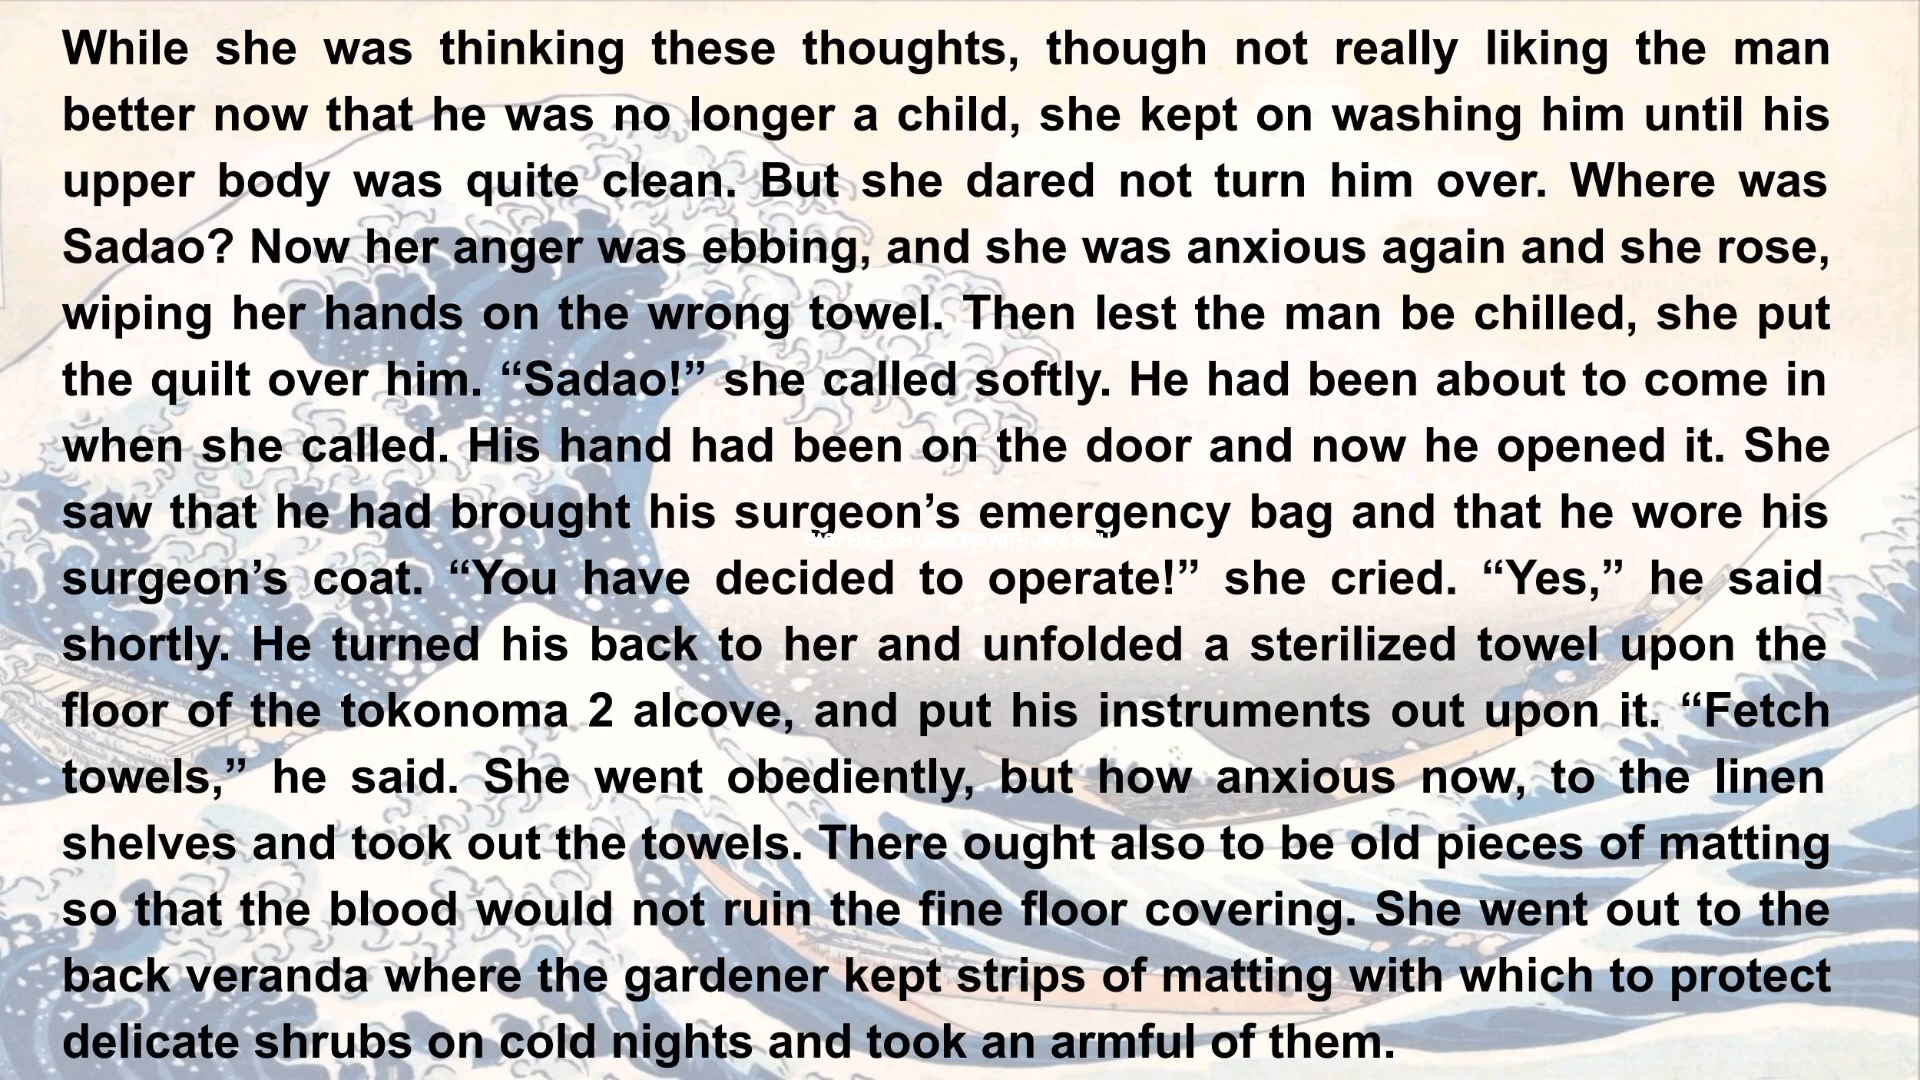 While she was thinking these thoughts, though not really liking the man
better now that he was no longer a child, she kept on washing him until his
upper body was quite clean. But she dared not turn him over. Where was
Sadao? Now her anger was ebbing, and she was anxious again and she rose,
wiping her hands on the wrong towel. Then lest the man be chilled, she put
the quilt over him. “Sadao!” she called softly. He had been about to come in
when she called. His hand had been on the door and now he opened it. She
saw that he had brought his surgeon’s emergency bag and that he wore his
EASY ENGLISH LESSONS WITH JAYA BAJU
surgeon’s coat. “You have decided to operate!” she cried. “Yes,” he said
shortly. He turned his back to her and unfolded a sterilized towel upon the
floor of the tokonoma 2 alcove, and put his instruments out upon it. “Fetch
towels,” he said. She went obediently, but how anxious now, to the linen
shelves and took out the towels. There ought also to be old pieces of matting
so that the blood would not ruin the fine floor covering. She went out to the
back veranda where the gardener kept strips of matting with which to protect
delicate shrubs on cold nights and took an armful of them.